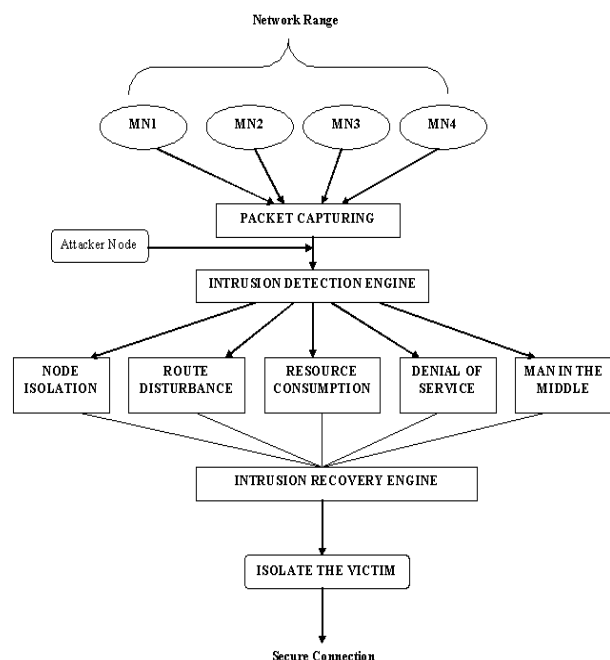 Network Range
MN1
MN2
MN3
MN4
PACKET CAPTURING
Attacker Node
INTRUSION DETECTION ENGINE
NODE
ISOLATION
ROUTE
DISTURBANCE
RESOURCE
CONSUMPTION
DENIAL OF
SERVICE
MAN IN THE
MIDDLE
INTRUSION RECOVERY ENGINE
ISOLATE THE VICTIM
Secure Connection